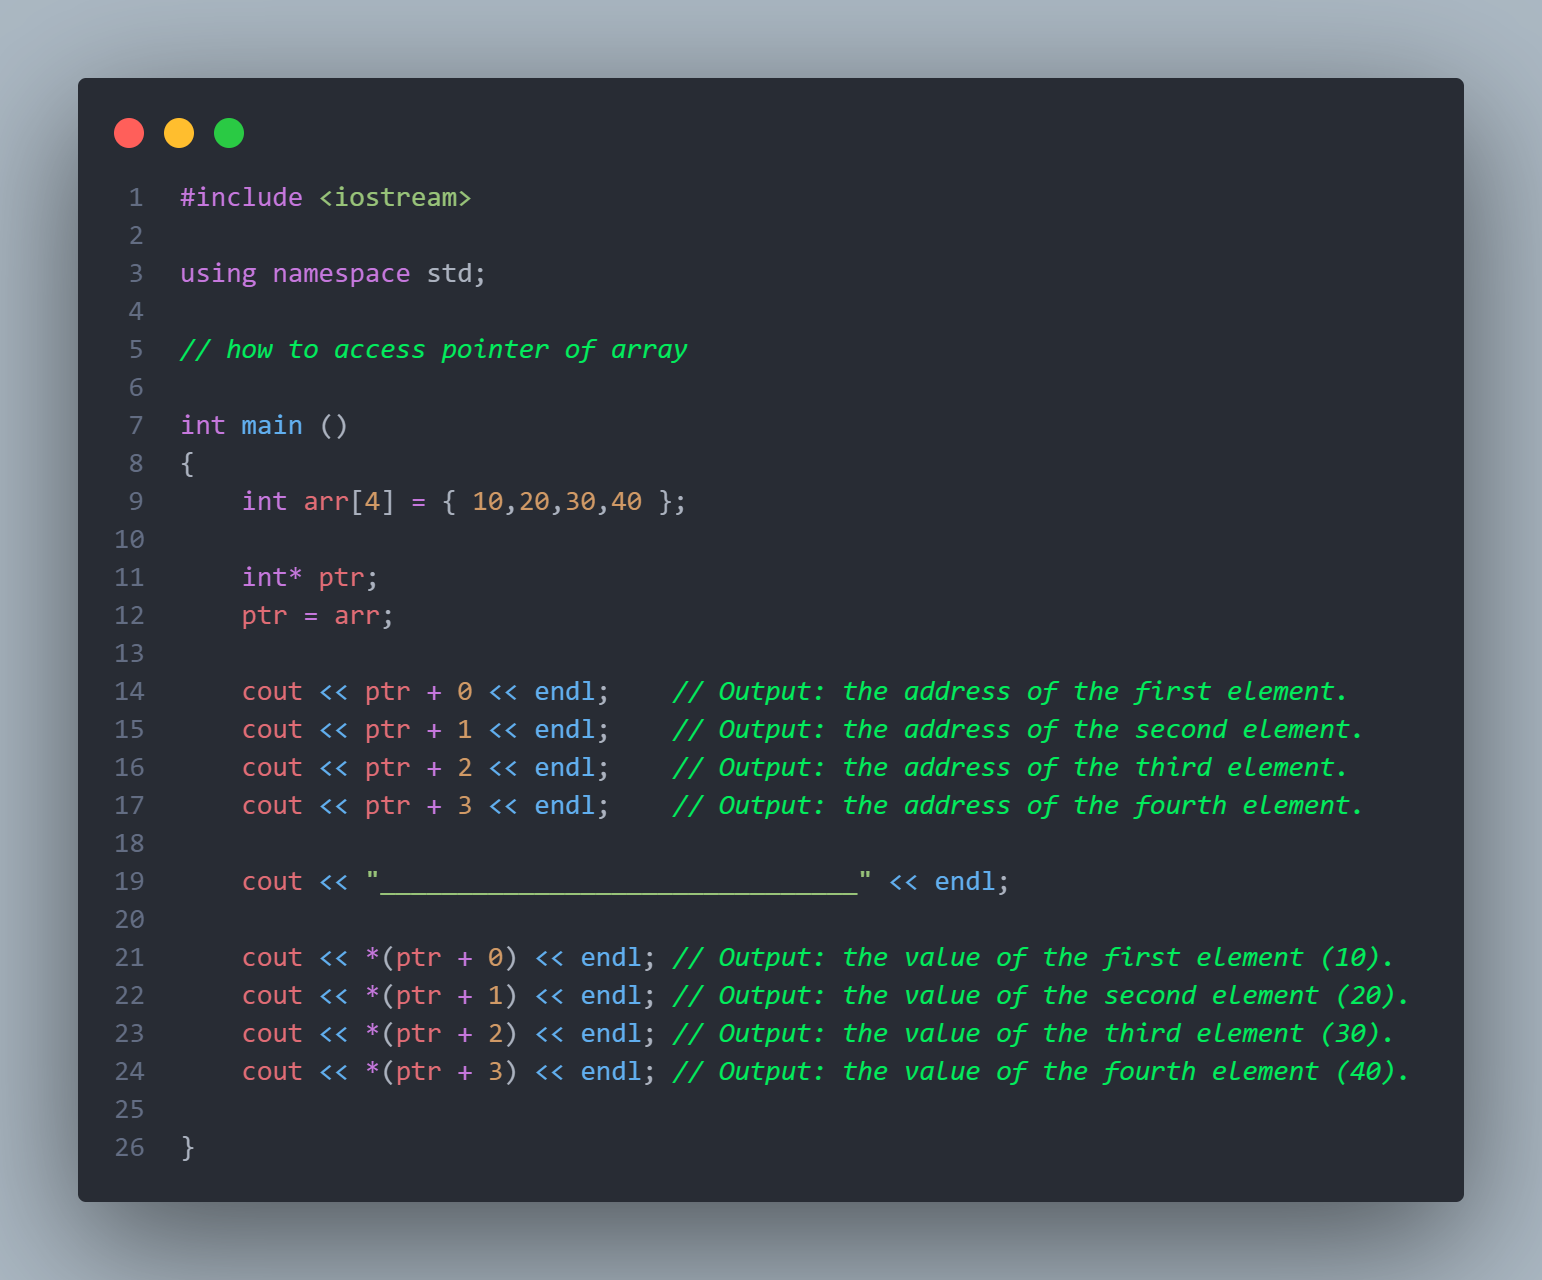 1 #include <iostream>
2
3 using namespace std;
4
5 // how to access pointer of array
6
7 int main ()
8 {
9     int arr[4] = { 10,20,30,40 };
10
11     int* ptr;
12     ptr = arr;
13
14     cout << ptr + 0 << endl;    // Output: the address of the first element.
15     cout << ptr + 1 << endl;    // Output: the address of the second element.
16     cout << ptr + 2 << endl;    // Output: the address of the third element.
17     cout << ptr + 3 << endl;    // Output: the address of the fourth element.
18
19     cout << "_______________________________" << endl;
20
21     cout << *(ptr + 0) << endl; // Output: the value of the first element (10).
22     cout << *(ptr + 1) << endl; // Output: the value of the second element (20).
23     cout << *(ptr + 2) << endl; // Output: the value of the third element (30).
24     cout << *(ptr + 3) << endl; // Output: the value of the fourth element (40).
25
26 }